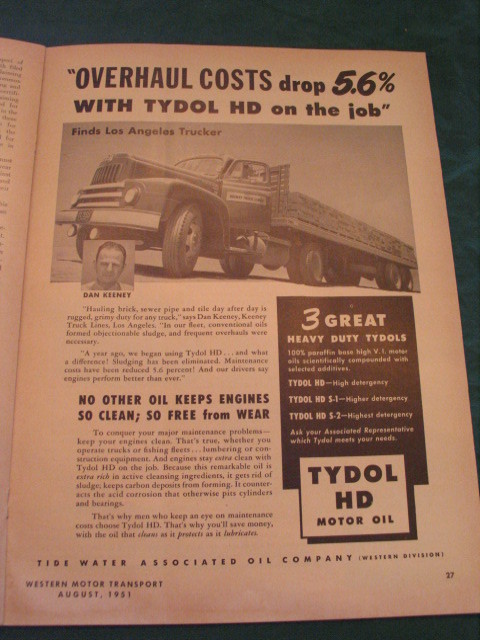 "OVERHAUL COSTS drop 5.6%
WITH TYDOL HD on the job"
Finds Los Angeles Trucker
DAN KEENEY
"Hauling brick, sewer pipe and tile day after day is
rugged, grimy duty for any truck," says Dan Keeney, Keeney
Truck Lines, Los Angeles. "In our fleet, conventional oils
formed objectionable sludge, and frequent overhauls were
necessary.
"A year ago, we began using Tydol HD... and what
a difference! Sludging has been eliminated. Maintenance
costs have been reduced 5.6 percent! And our drivers say
engines perform better than ever."
NO OTHER OIL KEEPS ENGINES
SO CLEAN; SO FREE from WEAR
To conquer your major maintenance problems—
keep your engines clean. That's true, whether you
operate trucks or fishing fleets... lumbering or con-
struction equipment. And engines stay extra clean with
Tydol HD on the job. Because this remarkable oil is
extra rich in active cleansing ingredients, it gets rid of
sludge; keeps carbon deposits from forming. It counter-
acts the acid corrosion that otherwise pits cylinders
and bearings.
That's why men who keep an eye on maintenance
costs choose Tydol HD. That's why you'll save money,
with the oil that cleans as it protects as it lubricates.
3 GREAT
HEAVY DUTY TYDOLS
100% paraffin base high V.I. motor
oils scientifically compounded with
selected additives.
TYDOL HD—High detergency
TYDOL HD S-1—Higher detergency
TYDOL HD S-2—Highest detergency
Ask your Associated Representative
which Tydol meets your needs.
TYDOL
HD
MOTOR OIL
TIDE WATER ASSOCIATED OIL COMPANY (WESTERN DIVISION)
WESTERN MOTOR TRANSPORT
AUGUST, 1951
27